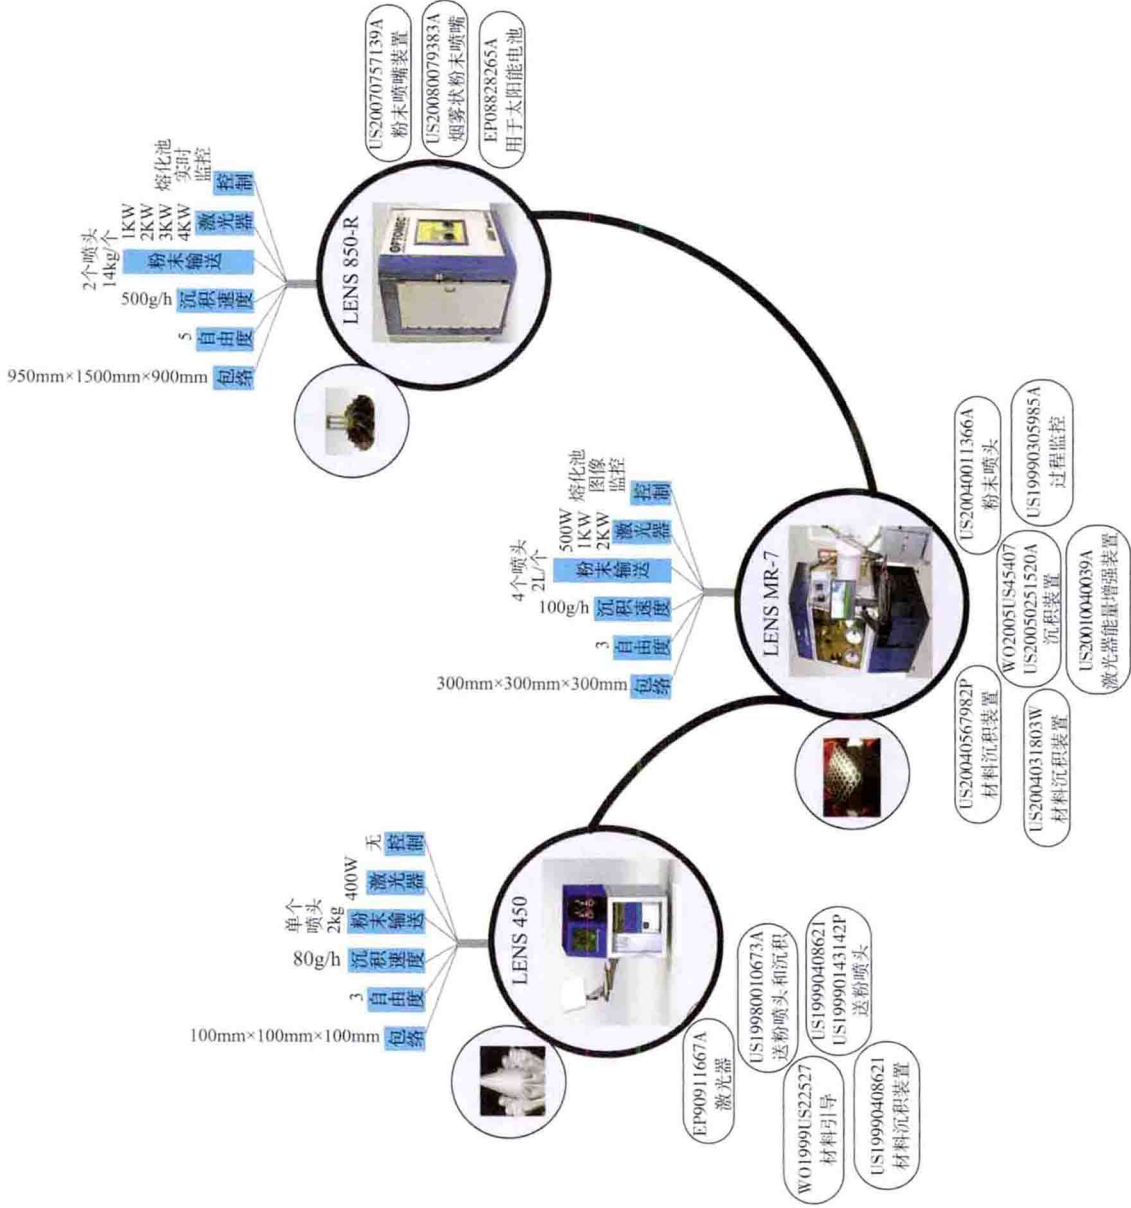 LENS 450
100mm×100mm×100mm
包络
3
自由度
80g/h
沉积速度
单个
喷头
2kg
粉末输送
400W
激光器
无
控制
EP90911667A
激光器
US19980010673A
送粉喷头和沉积
WO1999US22527
材料引导
US19990408621
US19990143142P
送粉喷头
US19990408621
材料沉积装置
LENS MR-7
300mm×300mm×300mm
包络
3
自由度
100g/h
沉积速度
4个喷头
2L/个
粉末输送
500W
1KW
2KW
激光器
熔化池
图像
监控
控制
US20040567982P
材料沉积装置
US2004031803W
材料沉积装置
WO2005US45407
US20050251520A
沉积装置
US20010040039A
激光器能量增强装置
US20040011366A
粉末喷头
US19990305985A
过程监控
LENS 850-R
950mm×1500mm×900mm
包络
5
自由度
500g/h
沉积速度
2个喷头
14kg/个
粉末输送
1KW
2KW
3KW
4KW
激光器
熔化池
实时
监控
控制
OPTOMEC
US20070757139A
粉末喷嘴装置
US20080079383A
烟雾状粉末喷嘴
EP08828265A
用于太阳能电池